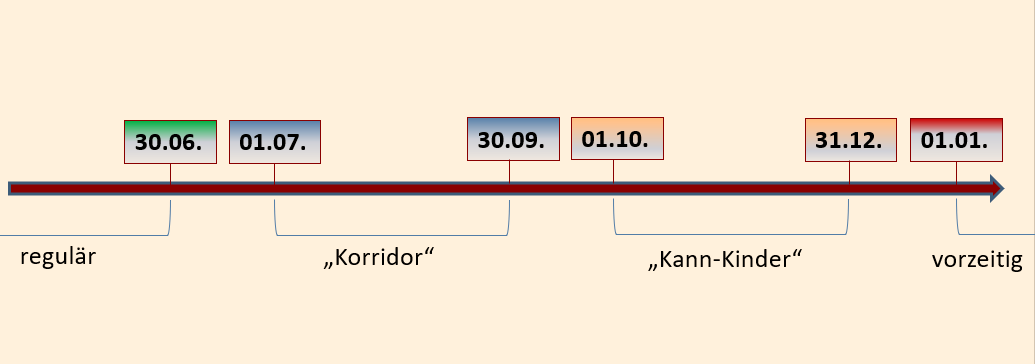 30.06.
01.07.
30.09.
01.10.
31.12.
01.01.
regulär
„Korridor“
„Kann-Kinder“
vorzeitig